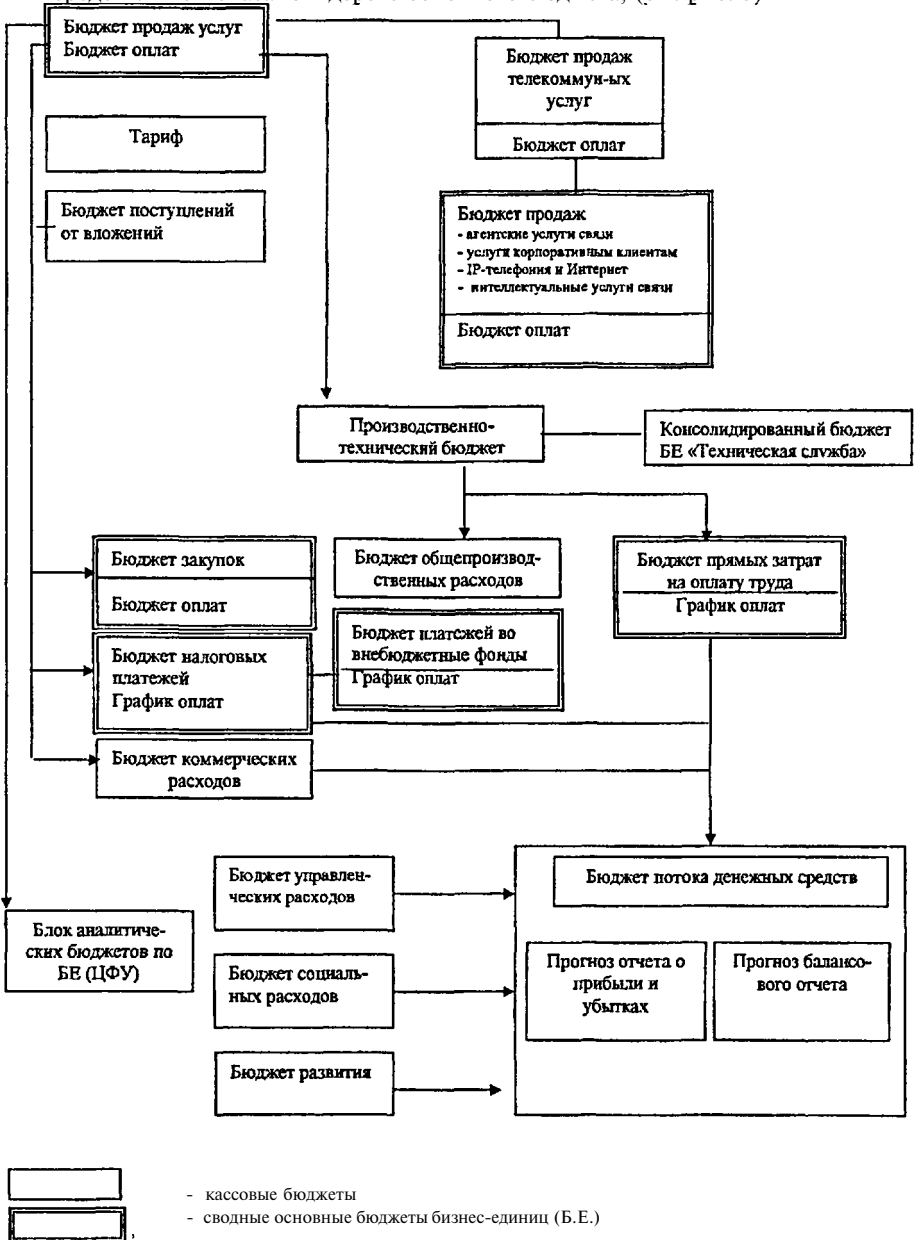 Бюджет продаж услуг
Бюджет оплат
Бюджет продаж
телекоммун-ых
услуг
Бюджет оплат
Тариф
Бюджет поступлений
от вложений
Бюджет продаж
- агентские услуги связи
- услуги корпоративным клиентам
- IP-телефония и Интернет
- интеллектуальные услуги связи
Бюджет оплат
Производственно-
технический бюджет
Консолидированный бюджет
БЕ «Техническая служба»
Бюджет закупок
Бюджет оплат
Бюджет общепроизвод-
ственных расходов
Бюджет прямых затрат
на оплату труда
График оплат
Бюджет налоговых
платежей
График оплат
Бюджет платежей во
внебюджетные фонды
График оплат
Бюджет коммерческих
расходов
Бюджет управлен-
ческих расходов
Бюджет потока денежных средств
Блок аналитиче-
ских бюджетов по
БЕ (ЦФУ)
Бюджет социаль-
ных расходов
Прогноз отчета о
прибыли и
убытках
Прогноз балансо-
вого отчета
Бюджет развития
- кассовые бюджеты
- сводные основные бюджеты бизнес-единиц (Б.Е.)